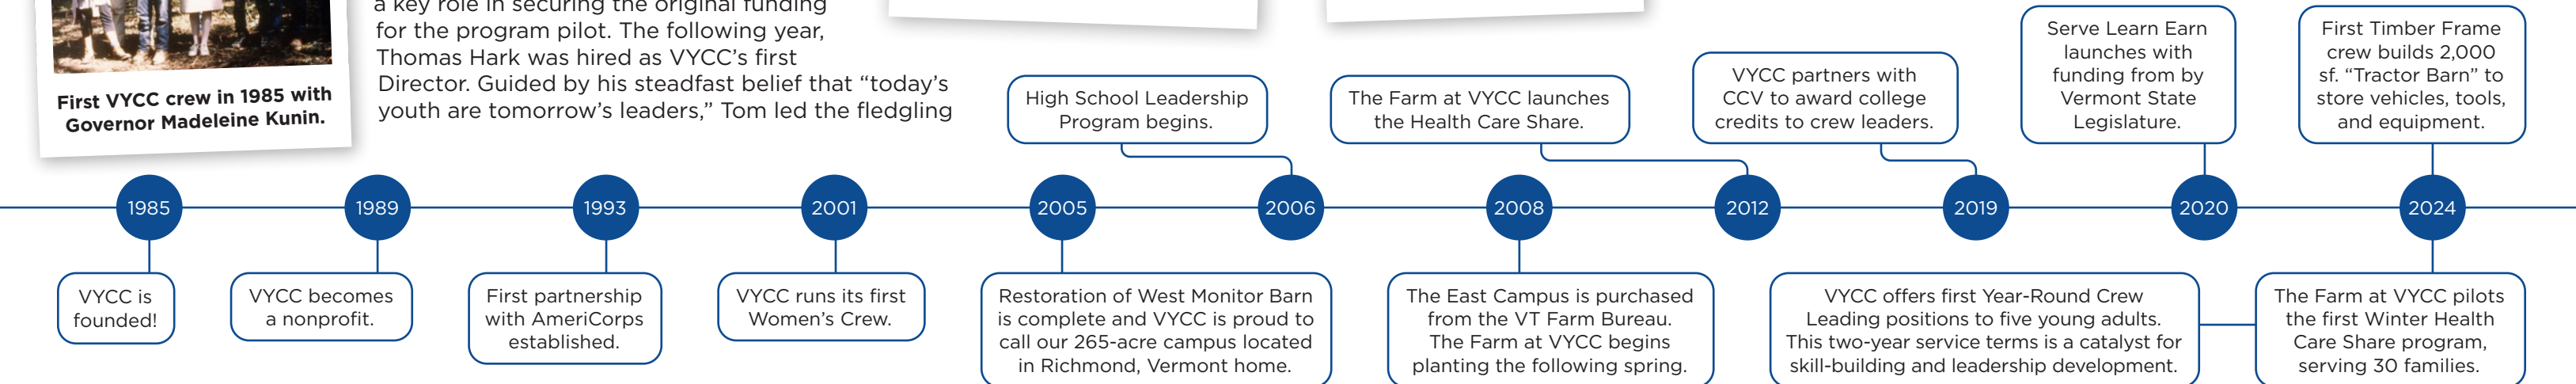 a key role in securing the original funding
for the program pilot. The following year,
Thomas Hark was hired as VYCC’s first
Director. Guided by his steadfast belief that “today’s
youth are tomorrow’s leaders,” Tom led the fledgling
First VYCC crew in 1985 with
Governor Madeleine Kunin.
High School Leadership
Program begins.
The Farm at VYCC launches
the Health Care Share.
VYCC partners with
CCV to award college
credits to crew leaders.
Serve Learn Earn
launches with
funding from by
Vermont State
Legislature.
First Timber Frame
crew builds 2,000
sf. “Tractor Barn” to
store vehicles, tools,
and equipment.
1985
1989
1993
2001
2005
2006
2008
2012
2019
2020
2024
VYCC is
founded!
VYCC becomes
a nonprofit.
First partnership
with AmeriCorps
established.
VYCC runs its first
Women’s Crew.
Restoration of West Monitor Barn
is complete and VYCC is proud to
call our 265-acre campus located
in Richmond, Vermont home.
The East Campus is purchased
from the VT Farm Bureau.
The Farm at VYCC begins
planting the following spring.
VYCC offers first Year-Round Crew
Leading positions to five young adults.
This two-year service terms is a catalyst for
skill-building and leadership development.
The Farm at VYCC pilots
the first Winter Health
Care Share program,
serving 30 families.